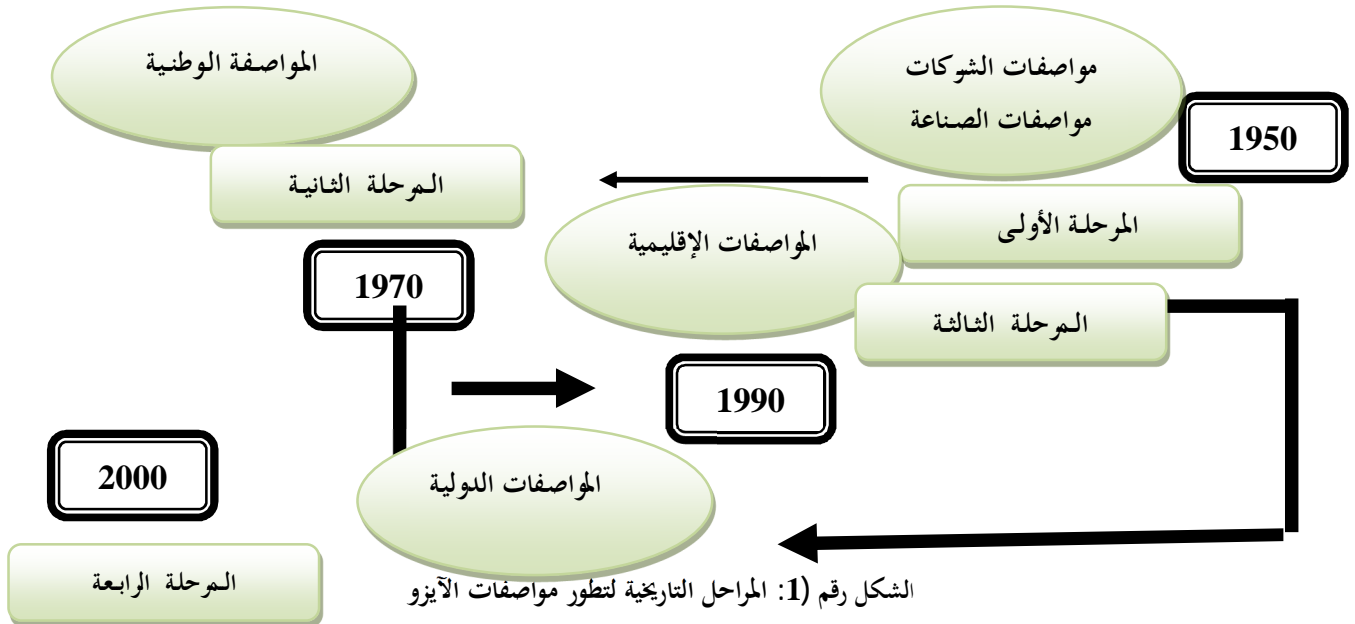 مواصفات الشركات
مواصفات الصناعة
1950
المرحلة الأولى
المواصفة الوطنية
المرحلة الثانية
1970
المواصفات الإقليمية
المرحلة الثالثة
1990
المواصفات الدولية
2000
المرحلة الرابعة
الشكل رقم (1: المراحل التاريخية لتطور مواصفات الآيزو